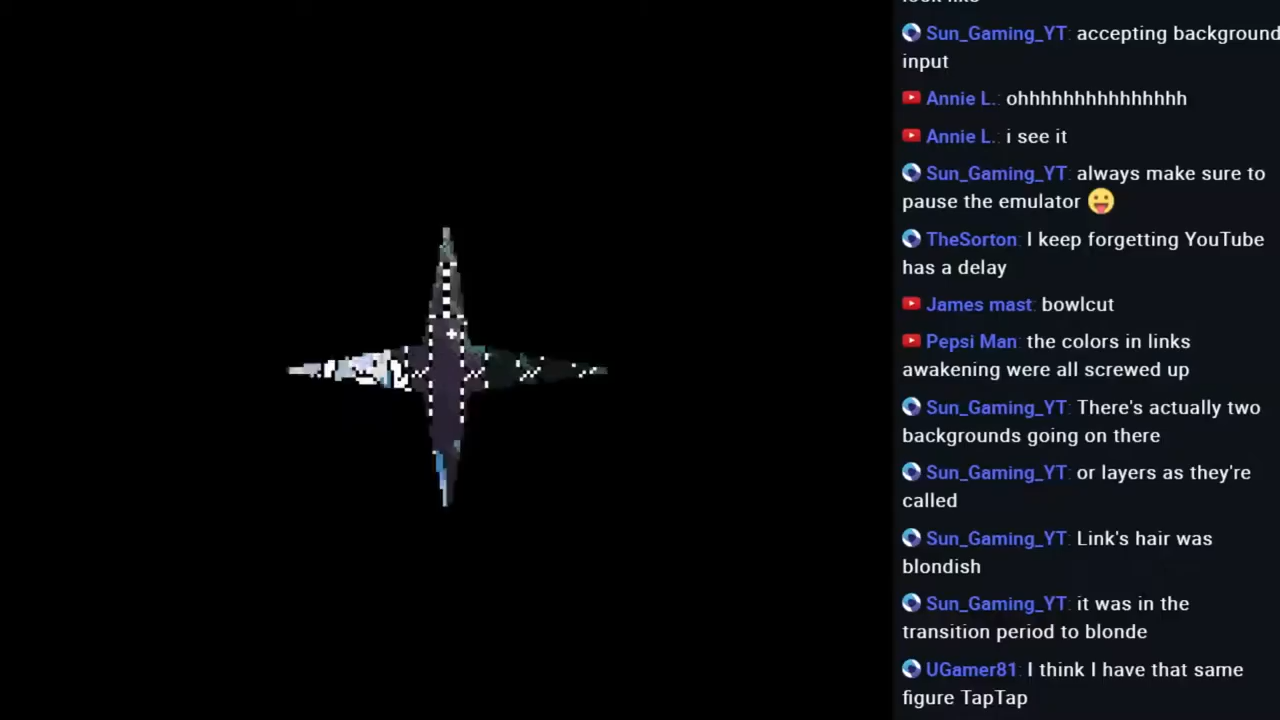 Sun_Gaming_YT: accepting background
input
Annie L.: ohhhhhhhhhhhhhhhh
Annie L.: i see it
Sun_Gaming_YT: always make sure to
pause the emulator 😛
TheSorton: I keep forgetting YouTube
has a delay
James mast: bowlcut
Pepsi Man: the colors in links
awakening were all screwed up
Sun_Gaming_YT: There's actually two
backgrounds going on there
Sun_Gaming_YT: or layers as they're
called
Sun_Gaming_YT: Link's hair was
blondish
Sun_Gaming_YT: it was in the
transition period to blonde
UGamer81: I think I have that same
figure TapTap